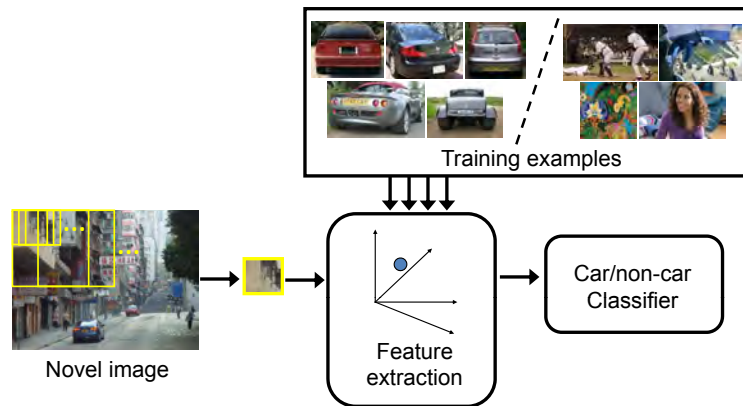 Training examples
Novel image
Feature
extraction
Car/non-car
Classifier